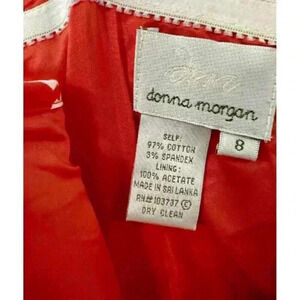 donna morgan
8
SELF:
97% COTTON
3% SPANDEX
LINING:
100% ACETATE
MADE IN SRI LANKA
RN# 103737 C
DRY CLEAN